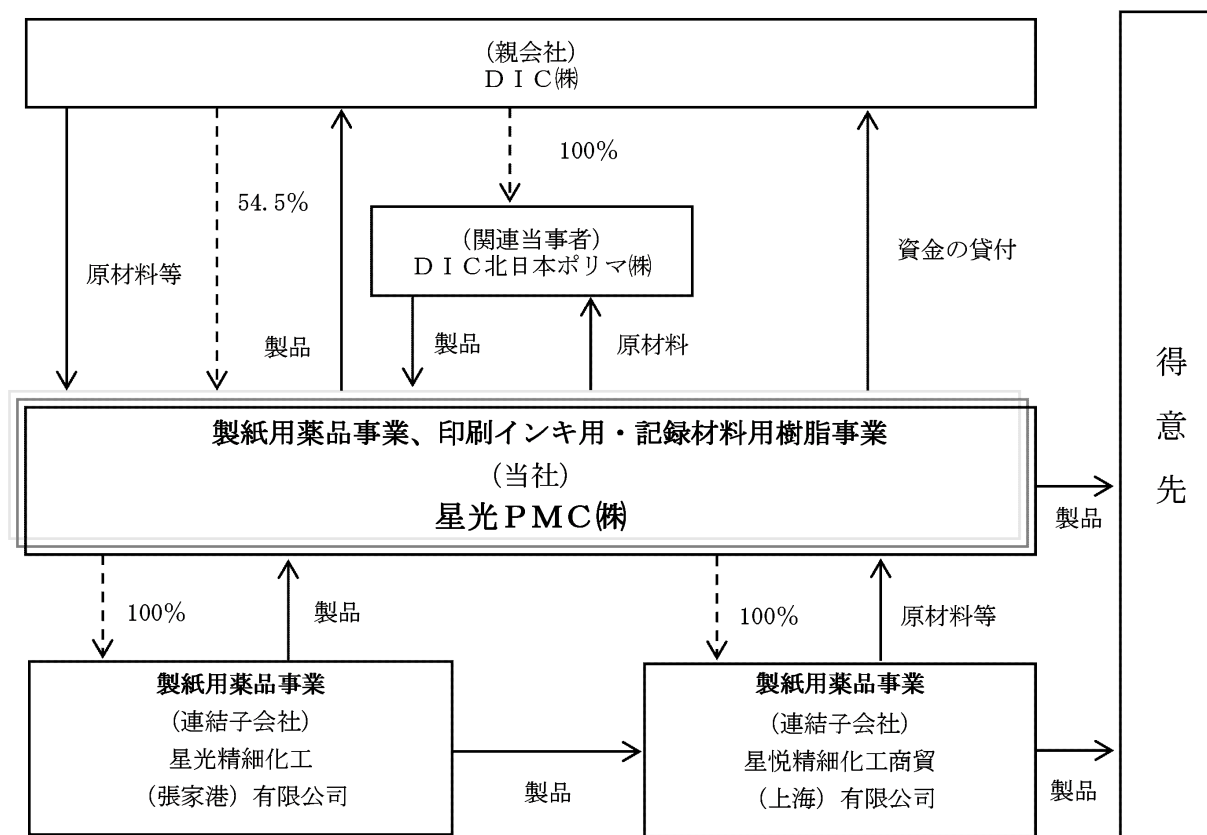 (親会社)
ＤＩＣ㈱
100%
54.5%
(関連当事者)
ＤＩＣ北日本ポリマ㈱
資金の貸付
原材料等
製品
製品
原材料
得意先
製紙用薬品事業、印刷インキ用・記録材料用樹脂事業
(当社)
星光ＰＭＣ㈱
製品
100%
製品
100%
原材料等
製紙用薬品事業
(連結子会社)
星光精細化工
（張家港）有限公司
製品
製紙用薬品事業
(連結子会社)
星悦精細化工商貿
（上海）有限公司
製品